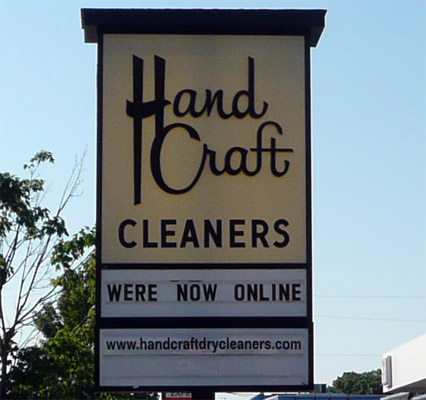 Hand
Craft
CLEANERS
WERE NOW ONLINE
www.handcraftdrycleaners.com